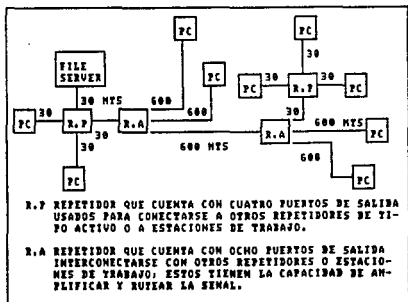 PC
PC
FILE
SERVER
PC
30
30 MTS
600
PC
30
R.P
30
PC
PC
30
R.P
30
R.A
600
30
30
600 MTS
R.A
600 MTS
PC
600
PC
PC
R.P REPETIDOR QUE CUENTA CON CUATRO PUERTOS DE SALIDA
USADOS PARA CONECTARSE A OTROS REPETIDORES DE TI
PO ACTIVO O A ESTACIONES DE TRABAJO.
R.A REPETIDOR QUE CUENTA CON OCHO PUERTOS DE SALIDA
INTERCONECTARSE CON OTROS REPETIDORES O ESTACIO-
NES DE TRABAJO; ESTOS TIENEN LA CAPACIDAD DE AM-
PLIFICAR Y RUTEAR LA SENAL.